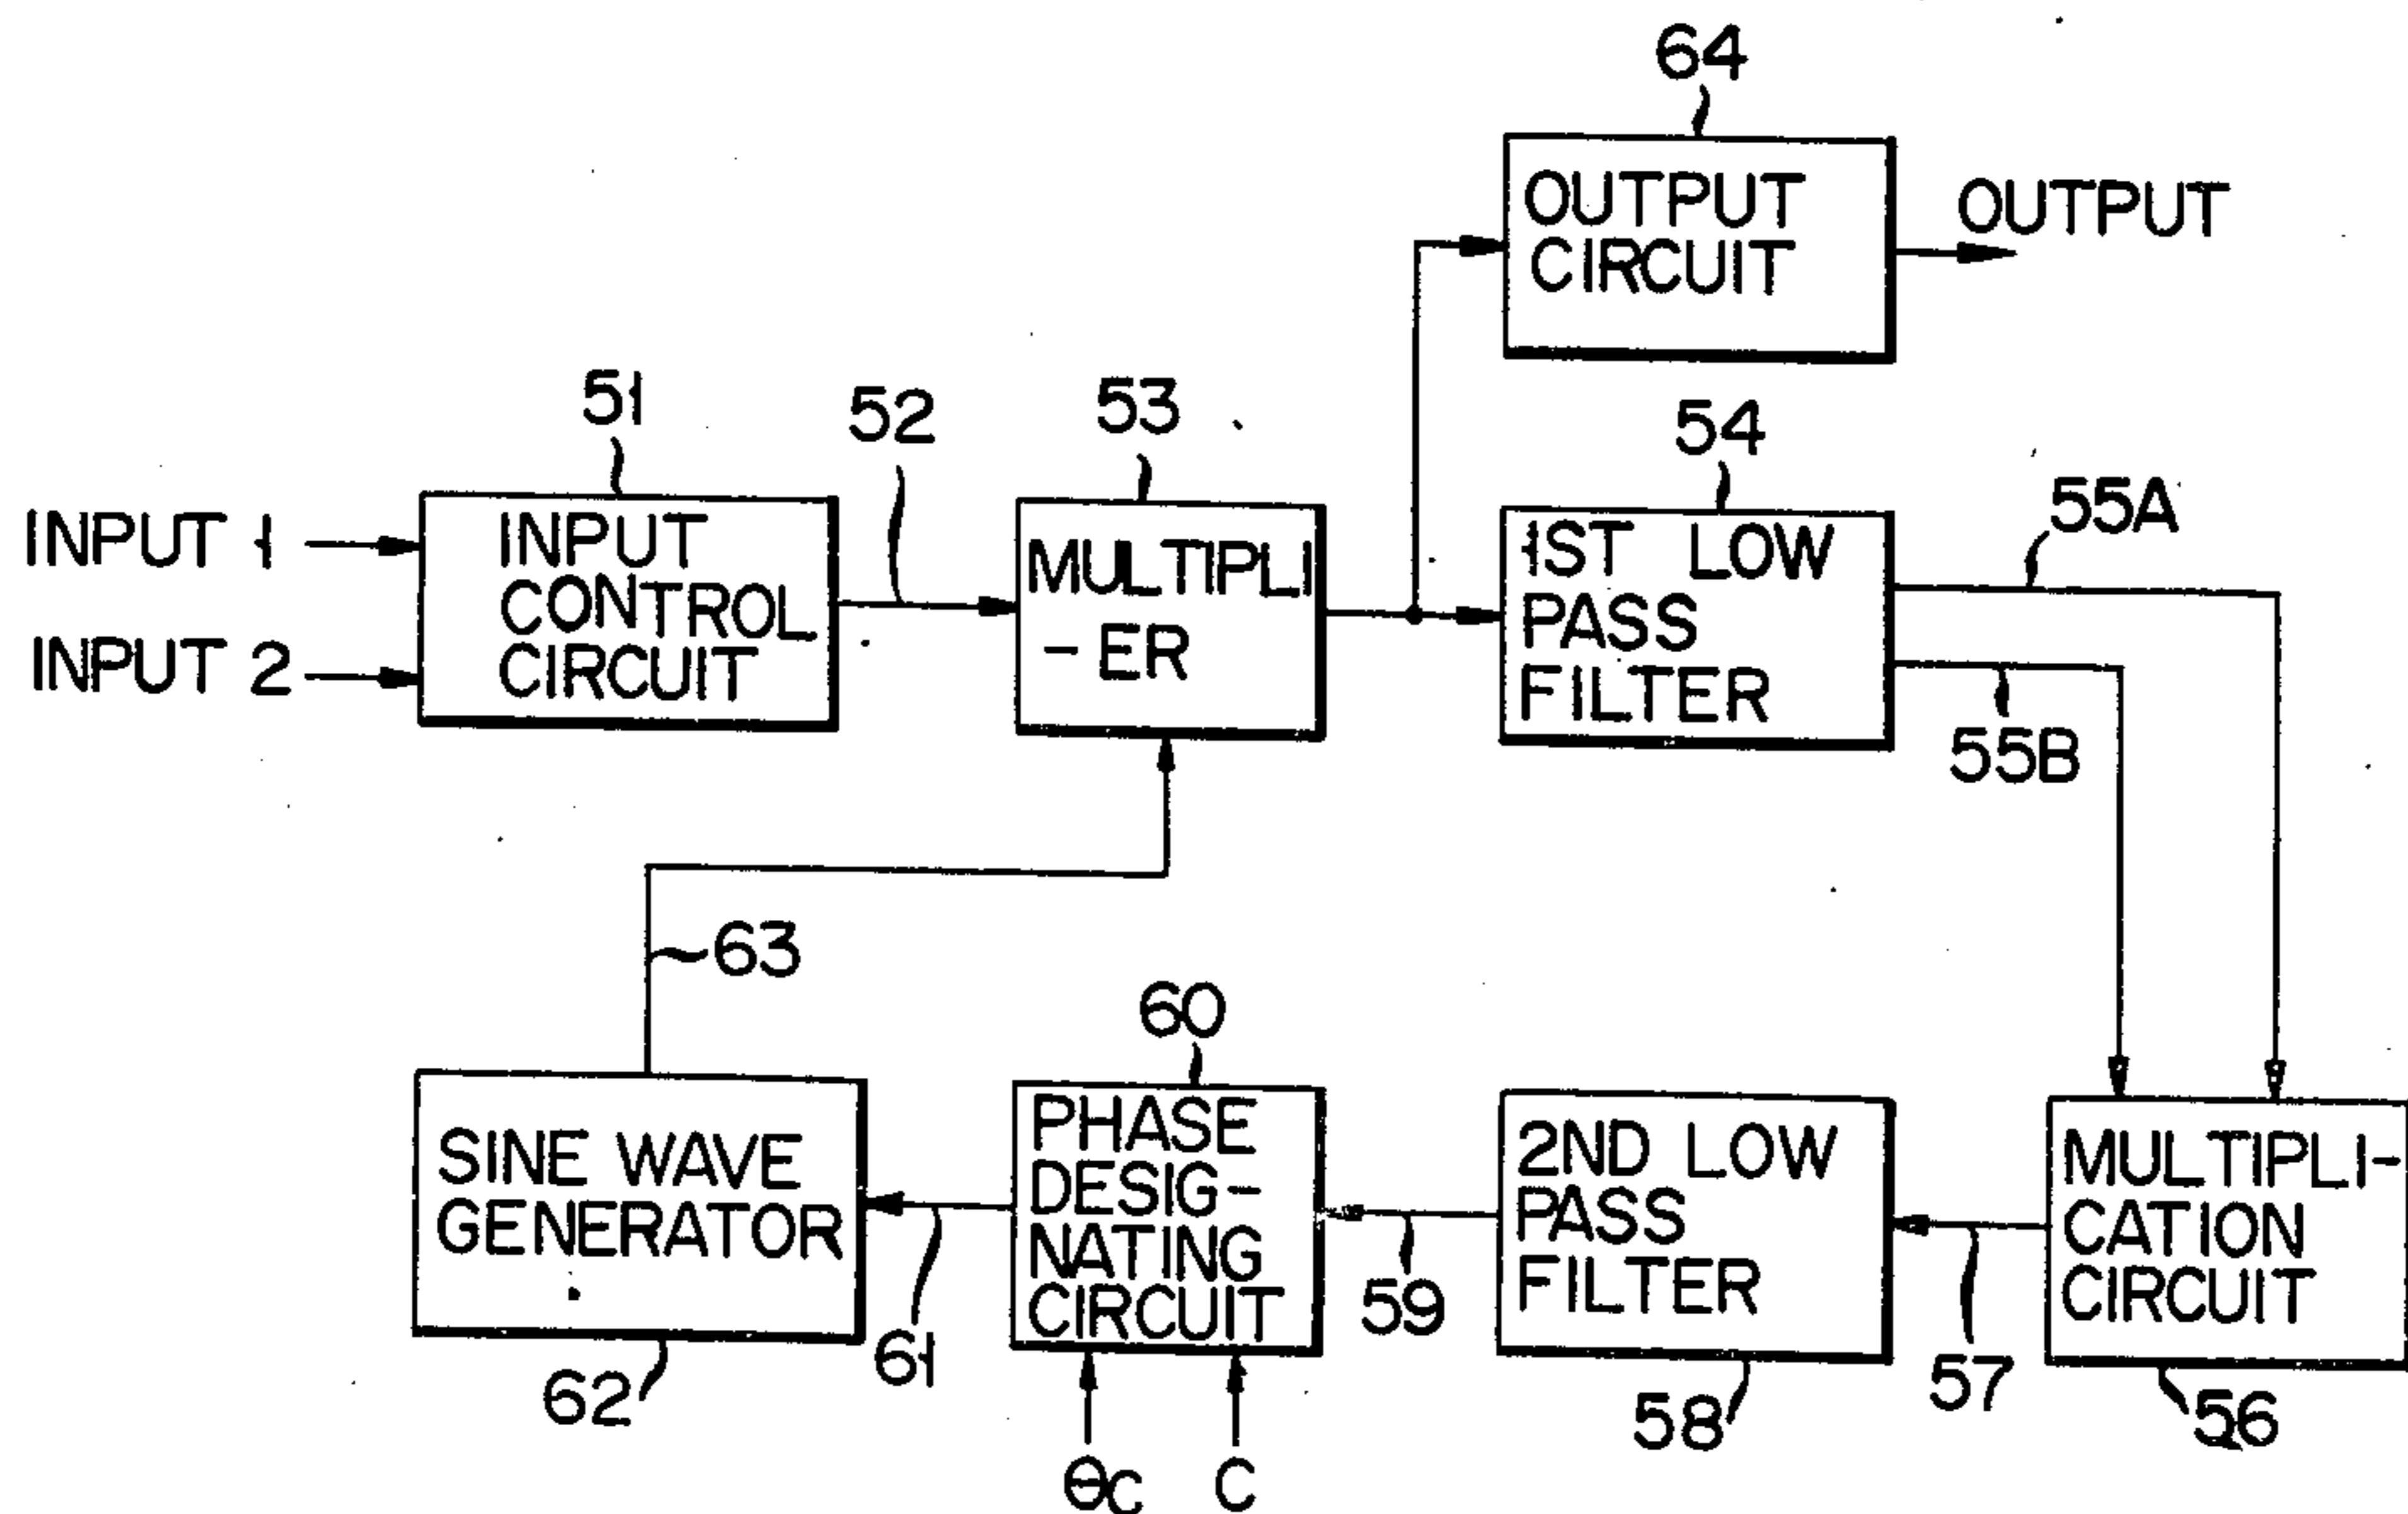 64
OUTPUT
CIRCUIT
OUTPUT
51
52
53
54
55A
INPUT 1
INPUT 2
INPUT
CONTROL
CIRCUIT
MULTIPLI
-ER
1ST LOW
PASS
FILTER
55B
63
60
SINE WAVE
GENERATOR
PHASE
DESIG-
NATING
CIRCUIT
2ND LOW
PASS
FILTER
MULTIPLI-
CATION
CIRCUIT
62
61
59
58
57
56
θc
C